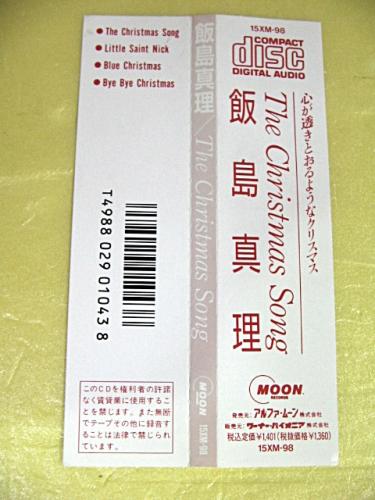 ● The Christmas Song
● Little Saint Nick
● Blue Christmas
● Bye Bye Christmas
T4988 029 01043 8
このCDを権利者の許諾
なく賃貸業に使用するこ
とを禁じます。また無断
でテープその他に録音す
ることは法律で禁じられ
ています。
飯島真理／The Christmas Song
MOON
15XM-98
15XM-98
COMPACT
disc
DIGITAL AUDIO
心が透きとおるようなクリスマス
The Christmas Song
飯島真理
MOON
RECORDS
発売元:アルファ・ムーン株式会社
販売元:ワーナー・パイオニア株式会社
税込定価¥1,401(税抜価格¥1,360)
15XM-98